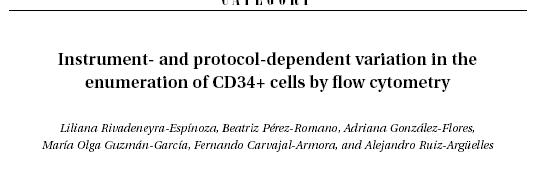 CATEGORY
Instrument- and protocol-dependent variation in the
enumeration of CD34+ cells by flow cytometry
Liliana Rivadeneyra-Espínoza, Beatriz Pérez-Romano, Adriana González-Flores,
María Olga Guzmán-García, Fernando Carvajal-Armora, and Alejandro Ruiz-Argüelles